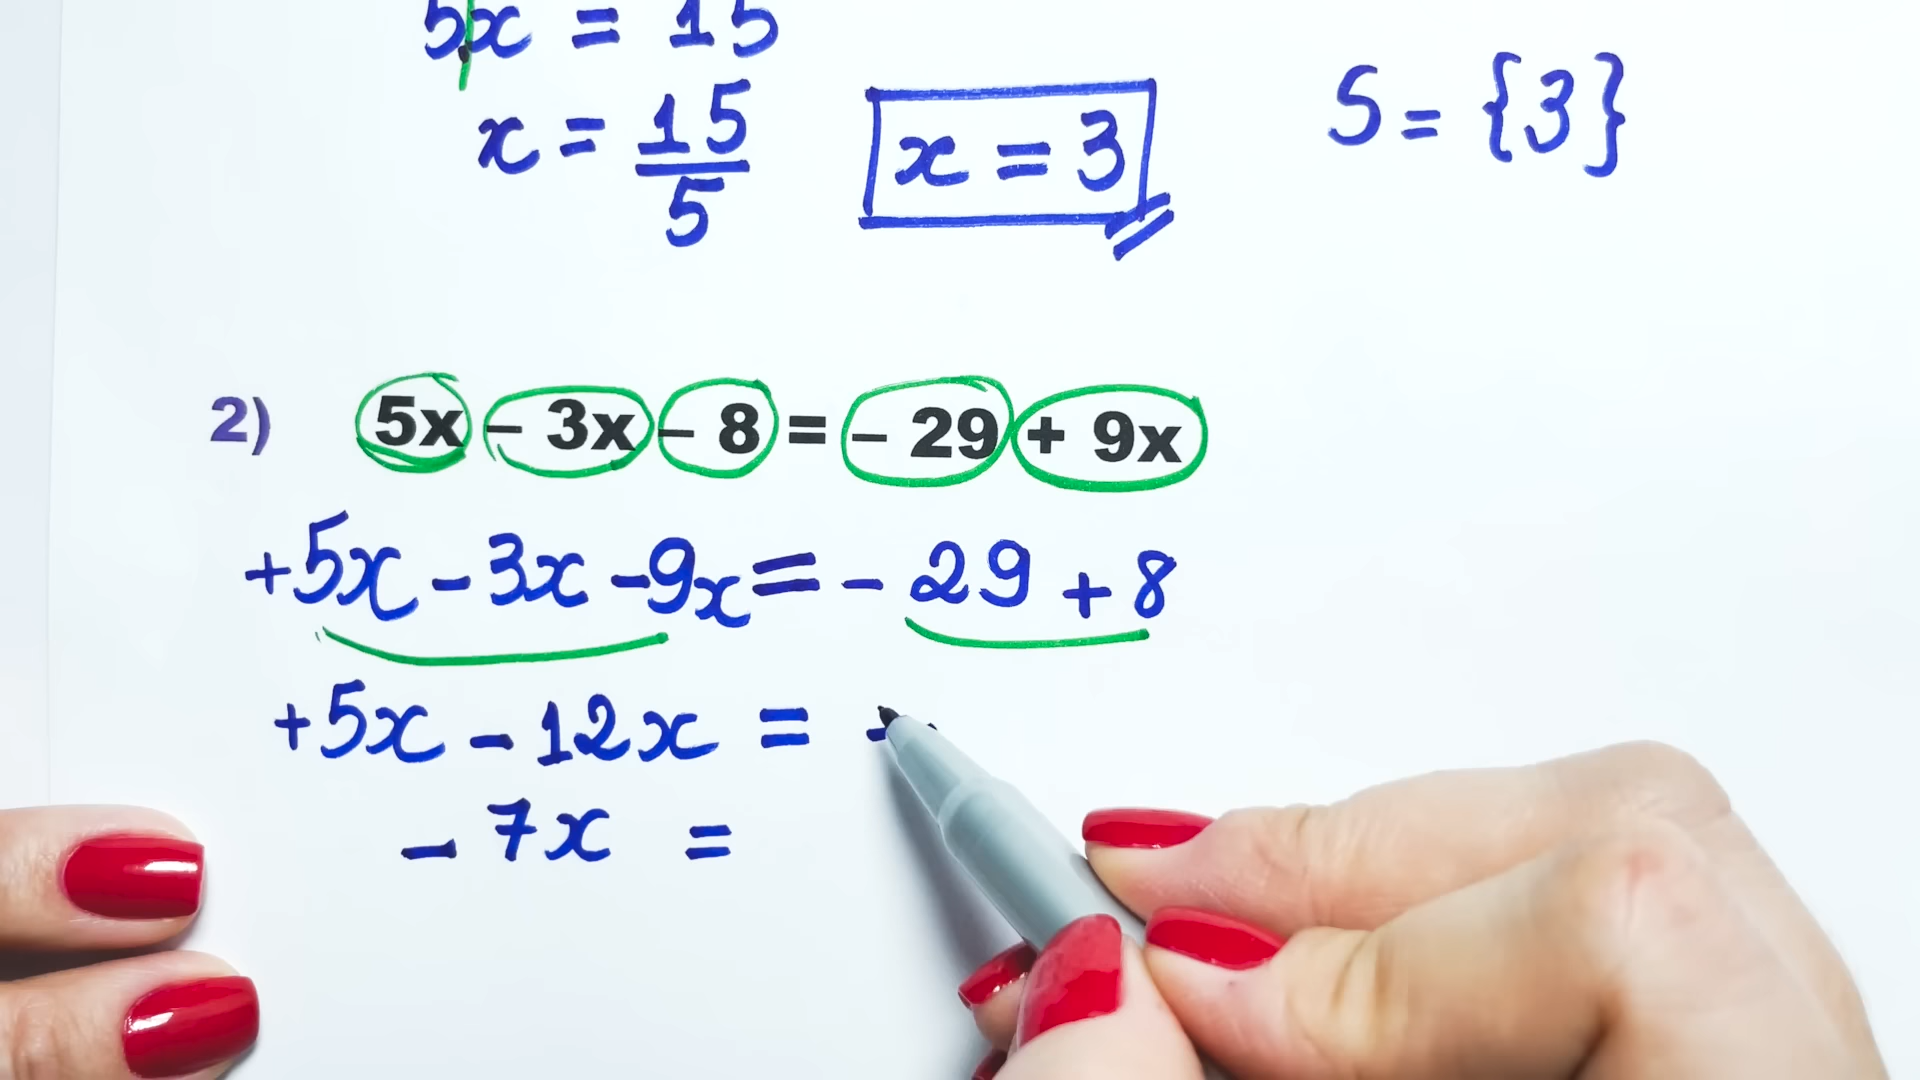 5x = 15
x = 15/5
x = 3
S = {3}
2) 5x – 3x – 8 = – 29 + 9x
+5x - 3x - 9x = - 29 + 8
+5x - 12x = -
- 7x =